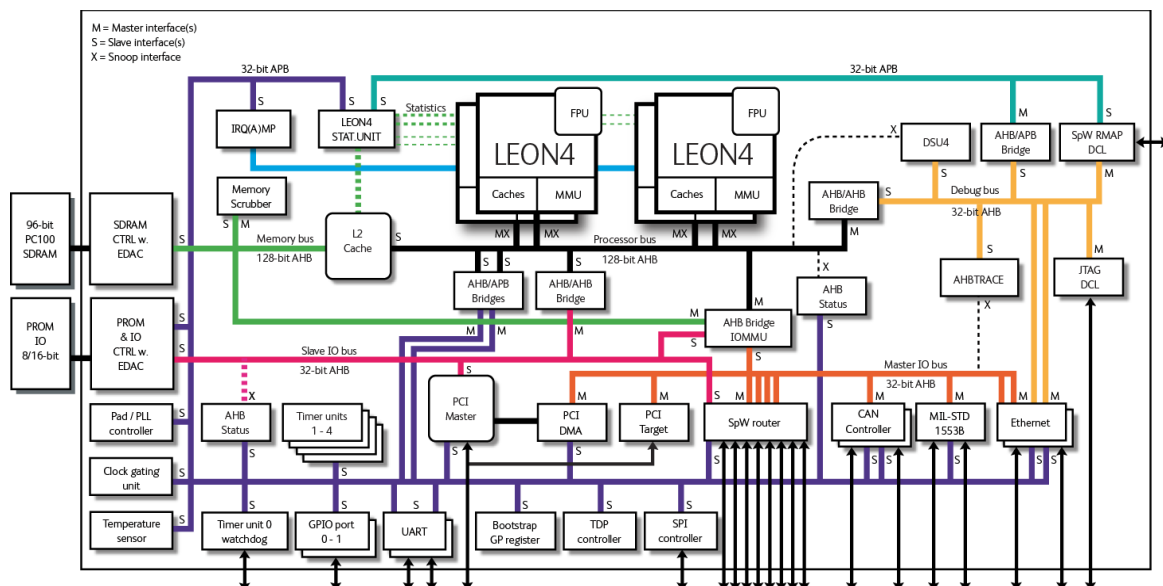 M = Master interface(s)
S = Slave interface(s)
X = Snoop interface
32-bit APB
32-bit APB
S
S
S
Statistics
M
S
IRQ(A)MP
LEON4
STAT.UNIT
FPU
LEON4
Caches
MMU
FPU
LEON4
Caches
MMU
X
DSU4
AHB/APB
Bridge
SpW RMAP
DCL
S
S
M
Memory
Scrubber
S
M
AHB/AHB
Bridge
S
M
Debug bus
32-bit AHB
96-bit
PC100
SDRAM
SDRAM
CTRL w.
EDAC
S
Memory bus
128-bit AHB
L2
Cache
S
MX
MX
Processor bus
128-bit AHB
MX
MX
S
S
S
AHB/APB
Bridges
AHB/AHB
Bridge
X
AHB
Status
S
S
AHBTRACE
X
M
JTAG
DCL
M
M
M
M
M
AHB Bridge
IOMMU
S
S
PROM
IO
8/16-bit
PROM
& IO
CTRL w.
EDAC
S
S
Slave IO bus
32-bit AHB
Master IO bus
32-bit AHB
X
S
M
M
S
M
M
M
M
M
Pad / PLL
controller
S
AHB
Status
S
Timer units
1 - 4
S
PCI
Master
S
PCI
DMA
S
PCI
Target
SpW router
S
CAN
Controller
S
S
MIL-STD
1553B
S
Ethernet
S
S
Clock gating
unit
S
Temperature
sensor
S
S
Timer unit 0
watchdog
S
GPIO port
0 - 1
S
S
UART
S
Bootstrap
GP register
S
TDP
controller
S
SPI
controller